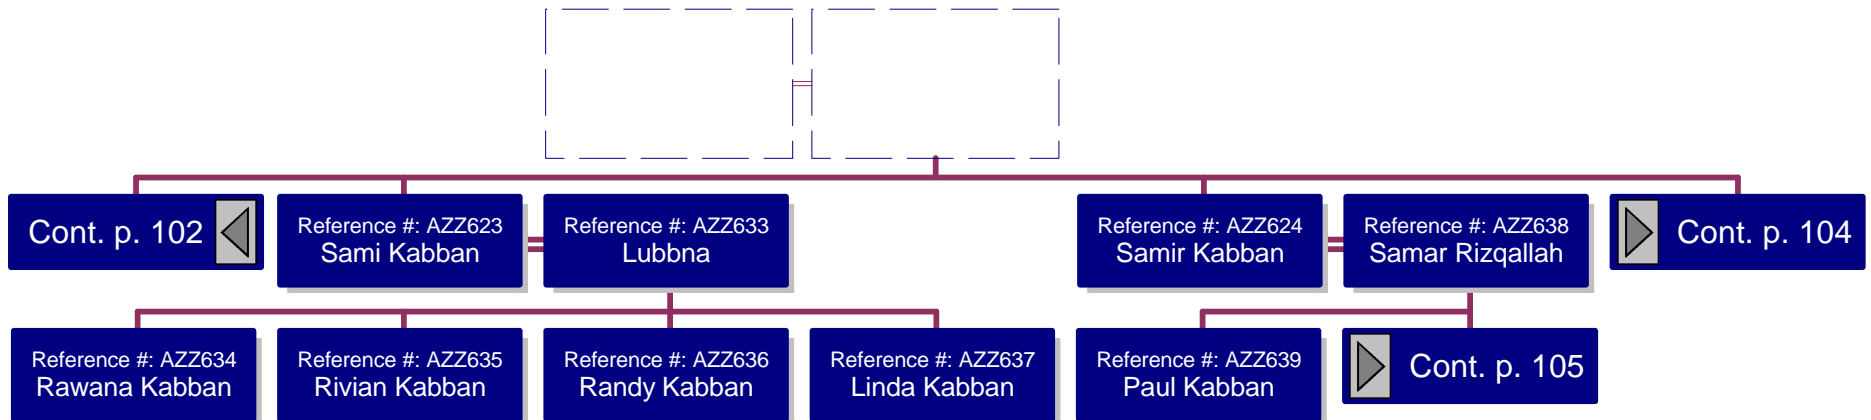 Cont. p. 102
Reference #: AZZ623
Sami Kabban
Reference #: AZZ633
Lubbna
Reference #: AZZ624
Samir Kabban
Reference #: AZZ638
Samar Rizqallah
Cont. p. 104
Reference #: AZZ634
Rawana Kabban
Reference #: AZZ635
Rivian Kabban
Reference #: AZZ636
Randy Kabban
Reference #: AZZ637
Linda Kabban
Reference #: AZZ639
Paul Kabban
Cont. p. 105